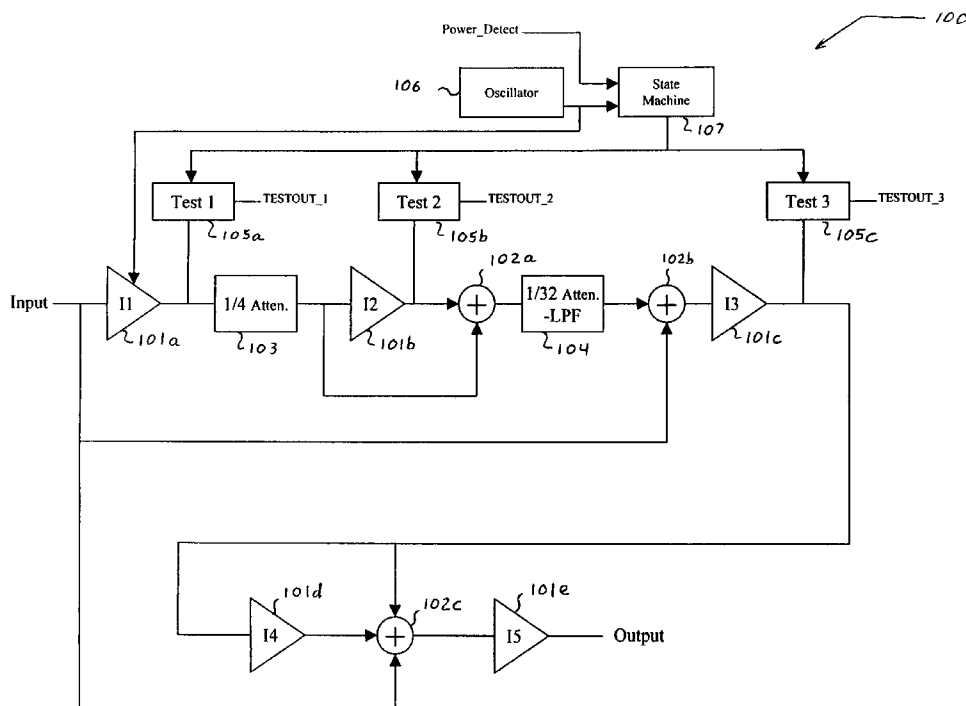 100
Power_Detect
106
Oscillator
State
Machine
107
Test 1
TESTOUT_1
105a
Test 2
TESTOUT_2
105b
Test 3
TESTOUT_3
105c
Input
I1
101a
1/4 Atten.
103
I2
101b
102a
1/32 Atten.
-LPF
104
102b
I3
101c
101d
I4
102c
101e
I5
Output